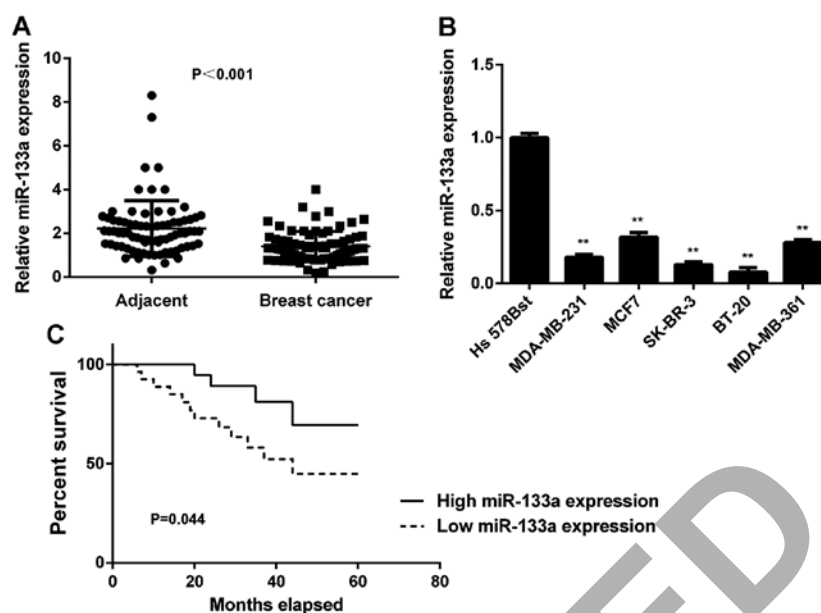 A
Relative miR-133a expression
10
8
6
4
2
0
P<0.001
Adjacent
Breast cancer
B
Relative miR-133a expression
1.5
1.0
0.5
0.0
**
**
**
**
**
Hs 578Bst
MDA-MB-231
MCF7
SK-BR-3
BT-20
MDA-MB-361
C
Percent survival
100
50
0
P=0.044
0
20
40
60
80
Months elapsed
High miR-133a expression
Low miR-133a expression